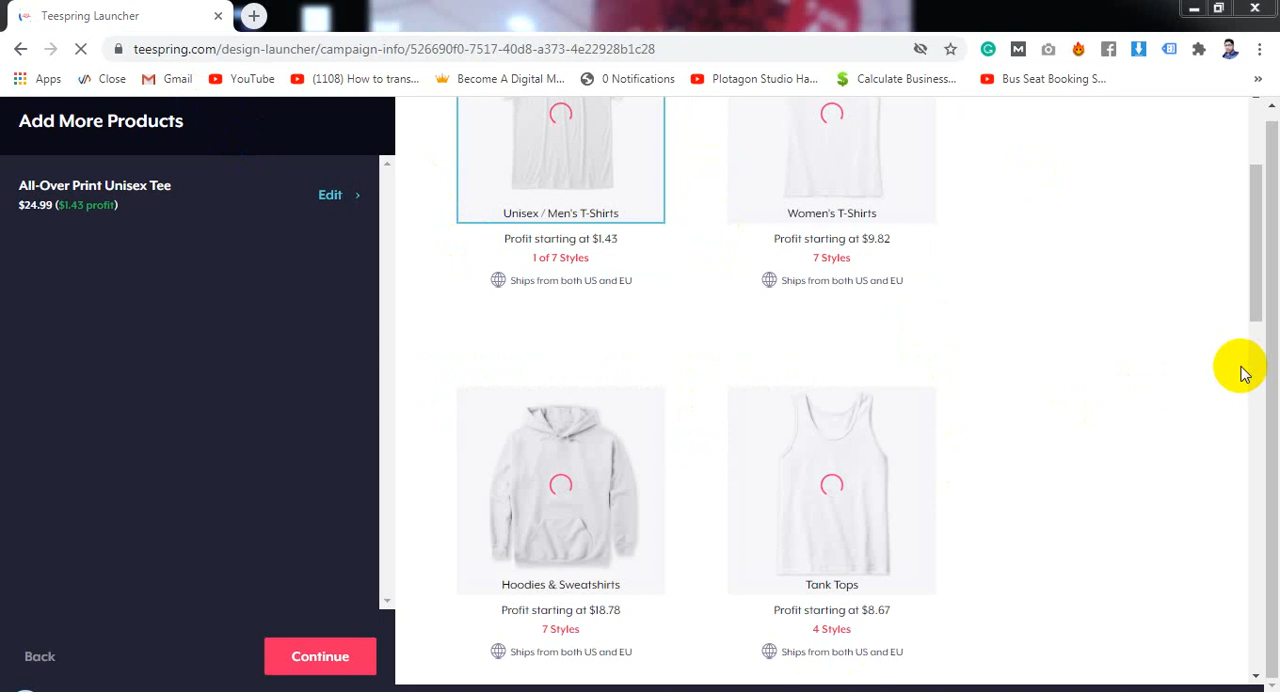 Teespring Launcher
teespring.com/design-launcher/campaign-info/526690f0-7517-40d8-a373-4e22928b1c28
Apps Close Gmail YouTube (1108) How to trans... Become A Digital M... 0 Notifications Plotagon Studio Ha... Calculate Business... Bus Seat Booking S...
Add More Products
All-Over Print Unisex Tee
$24.99 ($1.43 profit)
Edit
Unisex / Men's T-Shirts
Profit starting at $1.43
1 of 7 Styles
Ships from both US and EU
Women's T-Shirts
Profit starting at $9.82
7 Styles
Ships from both US and EU
Hoodies & Sweatshirts
Profit starting at $18.78
7 Styles
Ships from both US and EU
Tank Tops
Profit starting at $8.67
4 Styles
Ships from both US and EU
Back
Continue